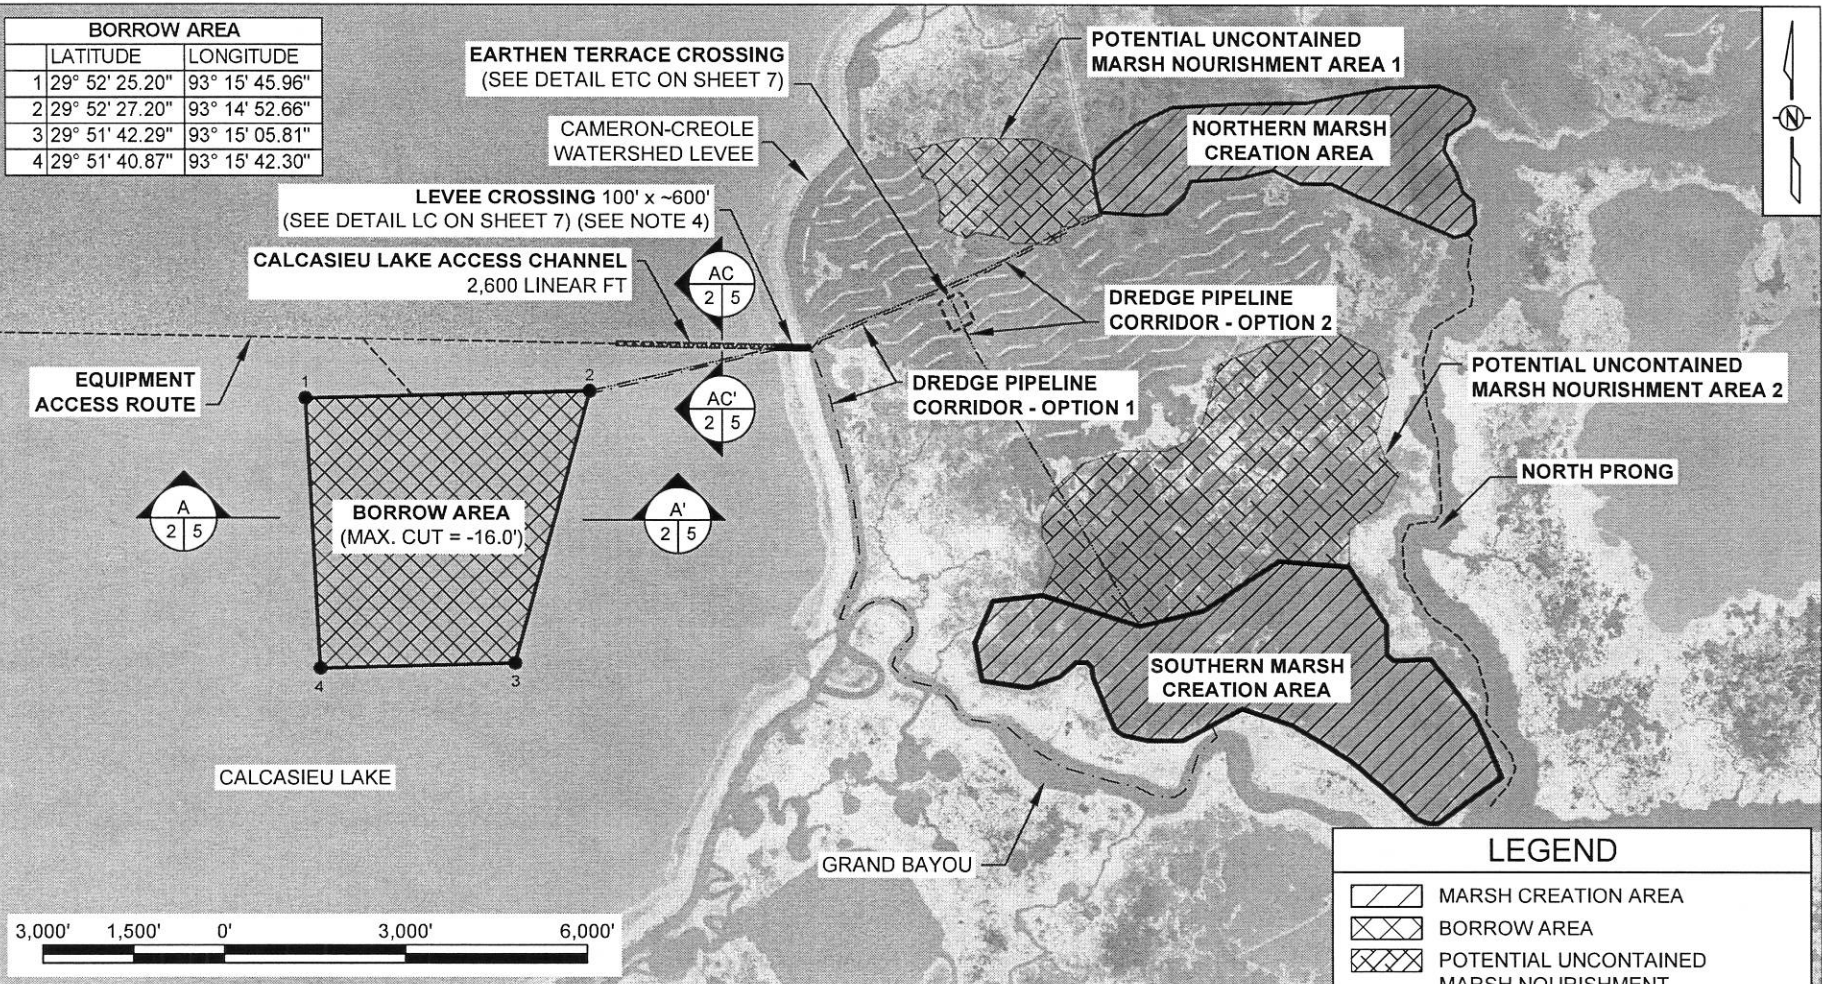 BORROW AREA
LATITUDE LONGITUDE
1 29° 52' 25.20" 93° 15' 45.96"
2 29° 52' 27.20" 93° 14' 52.66"
3 29° 51' 42.29" 93° 15' 05.81"
4 29° 51' 40.87" 93° 15' 42.30"
EARTHEN TERRACE CROSSING
(SEE DETAIL ETC ON SHEET 7)
POTENTIAL UNCONTAINED
MARSH NOURISHMENT AREA 1
N
CAMERON-CREOLE
WATERSHED LEVEE
NORTHERN MARSH
CREATION AREA
LEVEE CROSSING 100' x ~600'
(SEE DETAIL LC ON SHEET 7) (SEE NOTE 4)
CALCASIEU LAKE ACCESS CHANNEL
2,600 LINEAR FT
AC
2 5
DREDGE PIPELINE
CORRIDOR - OPTION 2
EQUIPMENT
ACCESS ROUTE
1
2
AC'
2 5
DREDGE PIPELINE
CORRIDOR - OPTION 1
POTENTIAL UNCONTAINED
MARSH NOURISHMENT AREA 2
NORTH PRONG
A
2 5
BORROW AREA
(MAX. CUT = -16.0')
A'
2 5
4
3
SOUTHERN MARSH
CREATION AREA
CALCASIEU LAKE
GRAND BAYOU
3,000' 1,500' 0' 3,000' 6,000'
LEGEND
MARSH CREATION AREA
BORROW AREA
POTENTIAL UNCONTAINED
MARSH NOURISHMENT